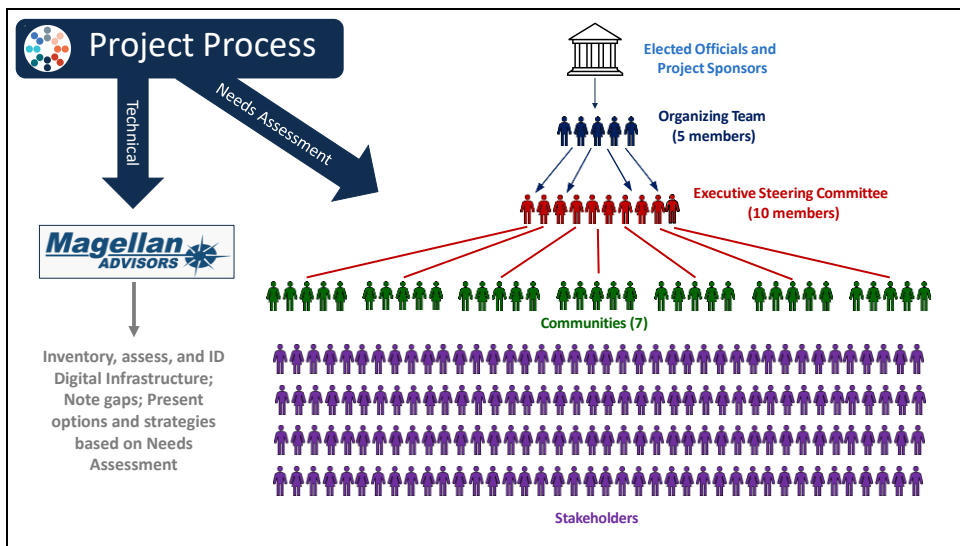 Project Process
Technical
Needs Assessment
Magellan
ADVISORS
Inventory, assess, and ID
Digital Infrastructure;
Note gaps; Present
options and strategies
based on Needs
Assessment
Elected Officials and
Project Sponsors
Organizing Team
(5 members)
Executive Steering Committee
(10 members)
Communities (7)
Stakeholders